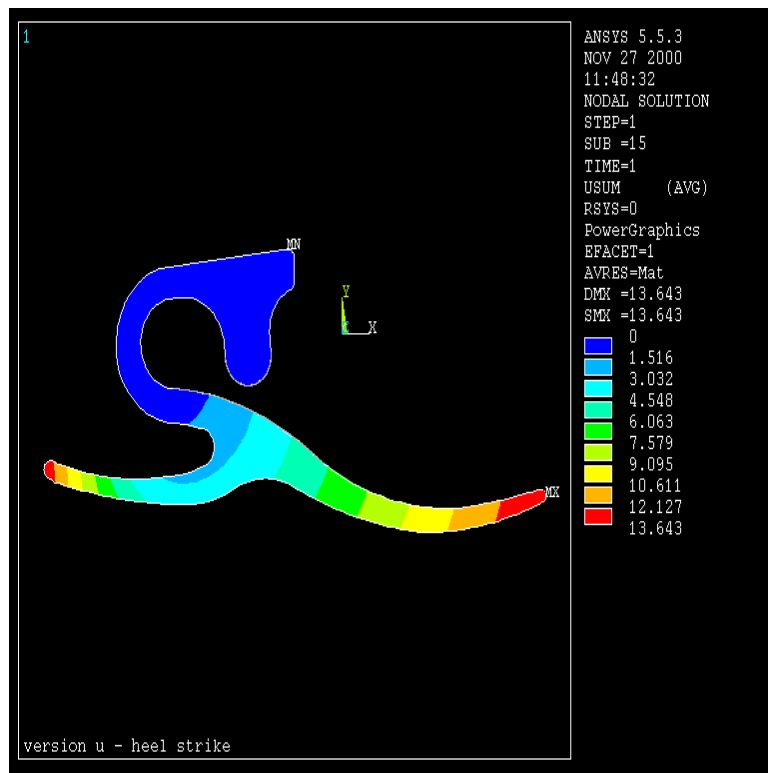 1
ANSYS 5.5.3
NOV 27 2000
11:48:32
NODAL SOLUTION
STEP=1
SUB =15
TIME=1
USUM (AVG)
RSYS=0
PowerGraphics
EFACET=1
AVRES=Mat
DMX =13.643
SMX =13.643
0
1.516
3.032
4.548
6.063
7.579
9.095
10.611
12.127
13.643
MN
Y
X
MX
version u - heel strike